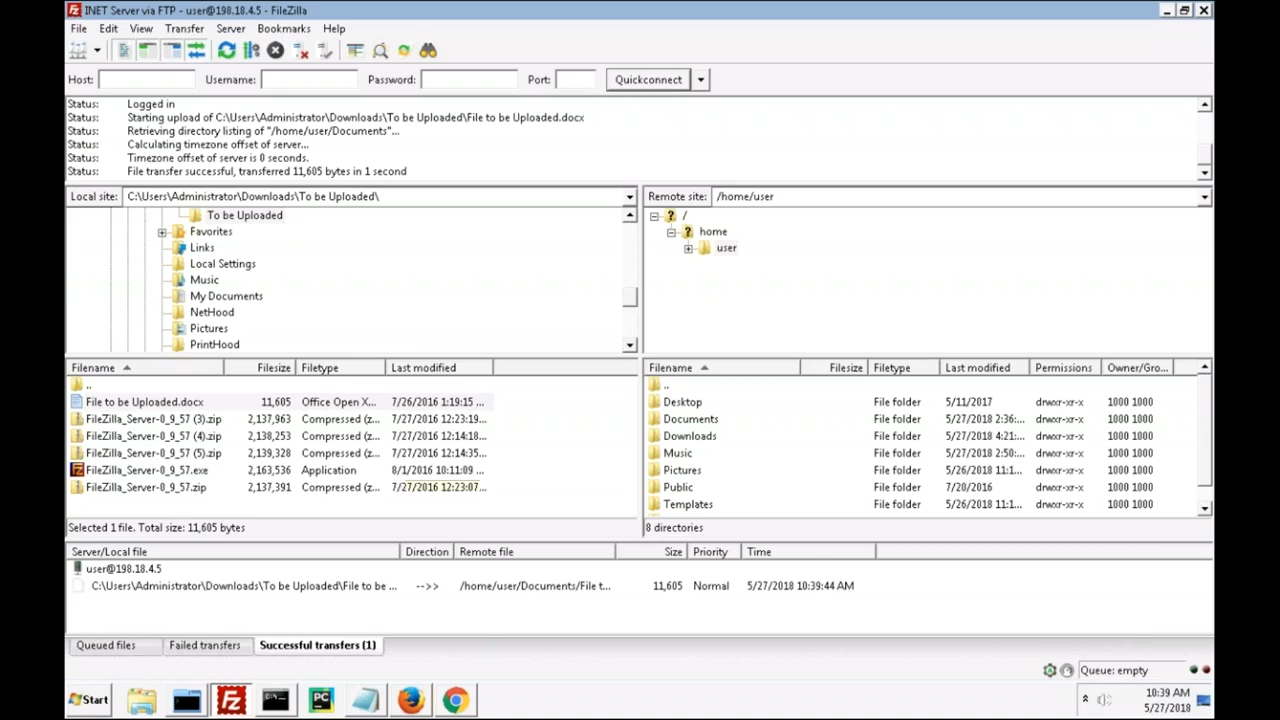 INET Server via FTP - user@198.18.4.5 - FileZilla
File Edit View Transfer Server Bookmarks Help
Host: Username: Password: Port: Quickconnect
Status: Logged in
Status: Starting upload of C:\Users\Administrator\Downloads\To be Uploaded\File to be Uploaded.docx
Status: Retrieving directory listing of "/home/user/Documents"...
Status: Calculating timezone offset of server...
Status: Timezone offset of server is 0 seconds.
Status: File transfer successful, transferred 11,605 bytes in 1 second
Local site: C:\Users\Administrator\Downloads\To be Uploaded\
To be Uploaded
Favorites
Links
Local Settings
Music
My Documents
NetHood
Pictures
PrintHood
Remote site: /home/user
/
home
user
Filename Filesize Filetype Last modified
..
File to be Uploaded.docx 11,605 Office Open X... 7/26/2016 1:19:15 ...
FileZilla_Server-0_9_57 (3).zip 2,137,963 Compressed (z... 7/27/2016 12:23:19...
FileZilla_Server-0_9_57 (4).zip 2,138,253 Compressed (z... 7/27/2016 12:14:18...
FileZilla_Server-0_9_57 (5).zip 2,139,328 Compressed (z... 7/27/2016 12:14:35...
FileZilla_Server-0_9_57.exe 2,163,536 Application 8/1/2016 10:11:09 ...
FileZilla_Server-0_9_57.zip 2,137,391 Compressed (z... 7/27/2016 12:23:07...
Selected 1 file. Total size: 11,605 bytes
Filename Filesize Filetype Last modified Permissions Owner/Gro...
..
Desktop File folder 5/11/2017 drwxr-xr-x 1000 1000
Documents File folder 5/27/2018 2:36:... drwxr-xr-x 1000 1000
Downloads File folder 5/27/2018 4:21:... drwxr-xr-x 1000 1000
Music File folder 5/27/2018 2:50:... drwxr-xr-x 1000 1000
Pictures File folder 5/26/2018 11:1... drwxr-xr-x 1000 1000
Public File folder 7/20/2016 drwxr-xr-x 1000 1000
Templates File folder 5/26/2018 11:1... drwxr-xr-x 1000 1000
8 directories
Server/Local file Direction Remote file Size Priority Time
user@198.18.4.5
C:\Users\Administrator\Downloads\To be Uploaded\File to be ... -->> /home/user/Documents/File t... 11,605 Normal 5/27/2018 10:39:44 AM
Queued files Failed transfers Successful transfers (1)
Queue: empty
Start PC 10:39 AM
5/27/2018